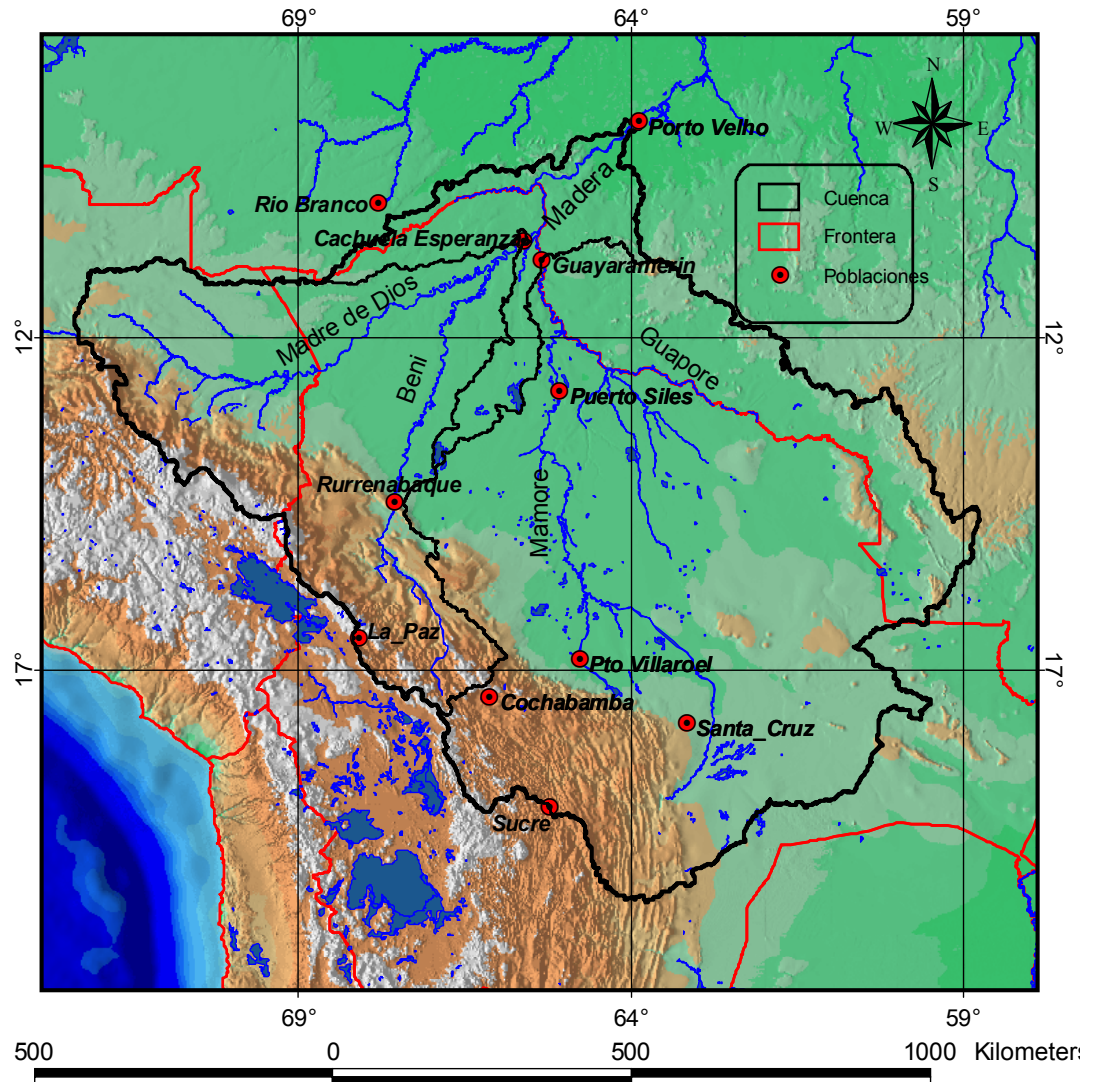 69° 64° 59°
N
W E
S
Porto Velho
Madera
Cuenca
Rio Branco
Frontera
Cachuela Esperanza
Guayaramerin
Poblaciones
Madre de Dios
12° 12°
Guapore
Beni
Puerto Siles
Rurrenabaque
Mamore
La_Paz
Pto Villaroel
17° 17°
Cochabamba
Santa_Cruz
Sucre
69° 64° 59°
500 0 500 1000 Kilometers